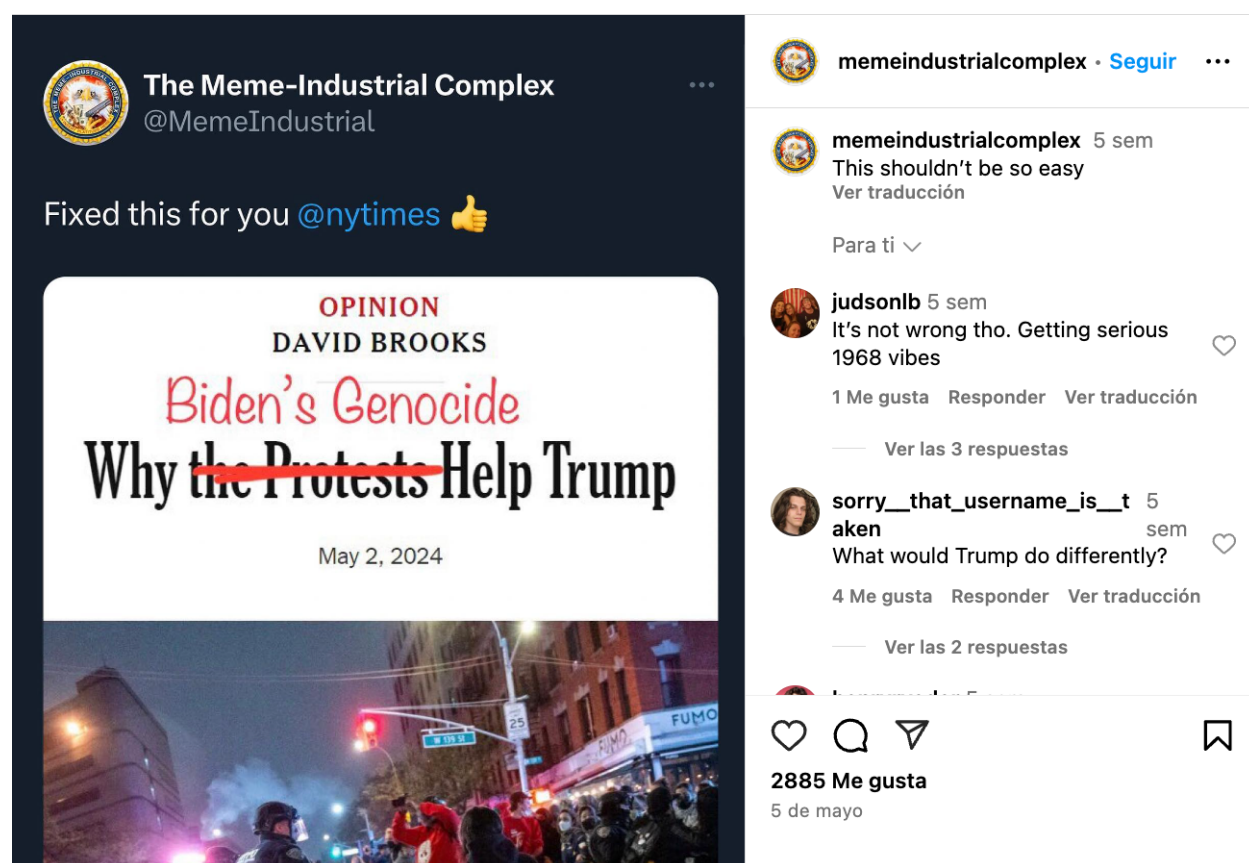 The Meme-Industrial Complex
@MemeIndustrial
Fixed this for you @nytimes 👍
OPINION
DAVID BROOKS
Biden's Genocide
Why the Protests Help Trump
May 2, 2024
25
W 139 ST
FUMO
FUMO
memeindustrialcomplex • Seguir
memeindustrialcomplex 5 sem
This shouldn't be so easy
Ver traducción
Para ti
judsonlb 5 sem
It's not wrong tho. Getting serious
1968 vibes
1 Me gusta Responder Ver traducción
Ver las 3 respuestas
sorry__that_username_is__t 5
aken sem
What would Trump do differently?
4 Me gusta Responder Ver traducción
Ver las 2 respuestas
2885 Me gusta
5 de mayo